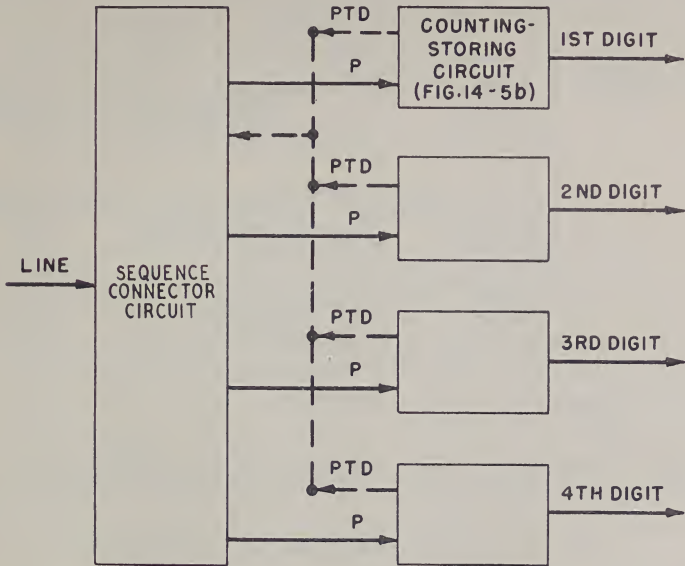 PTD
COUNTING-
STORING
CIRCUIT
(FIG.14-5b)
1ST DIGIT
P
PTD
2ND DIGIT
P
LINE
SEQUENCE
CONNECTOR
CIRCUIT
PTD
3RD DIGIT
P
PTD
4TH DIGIT
P